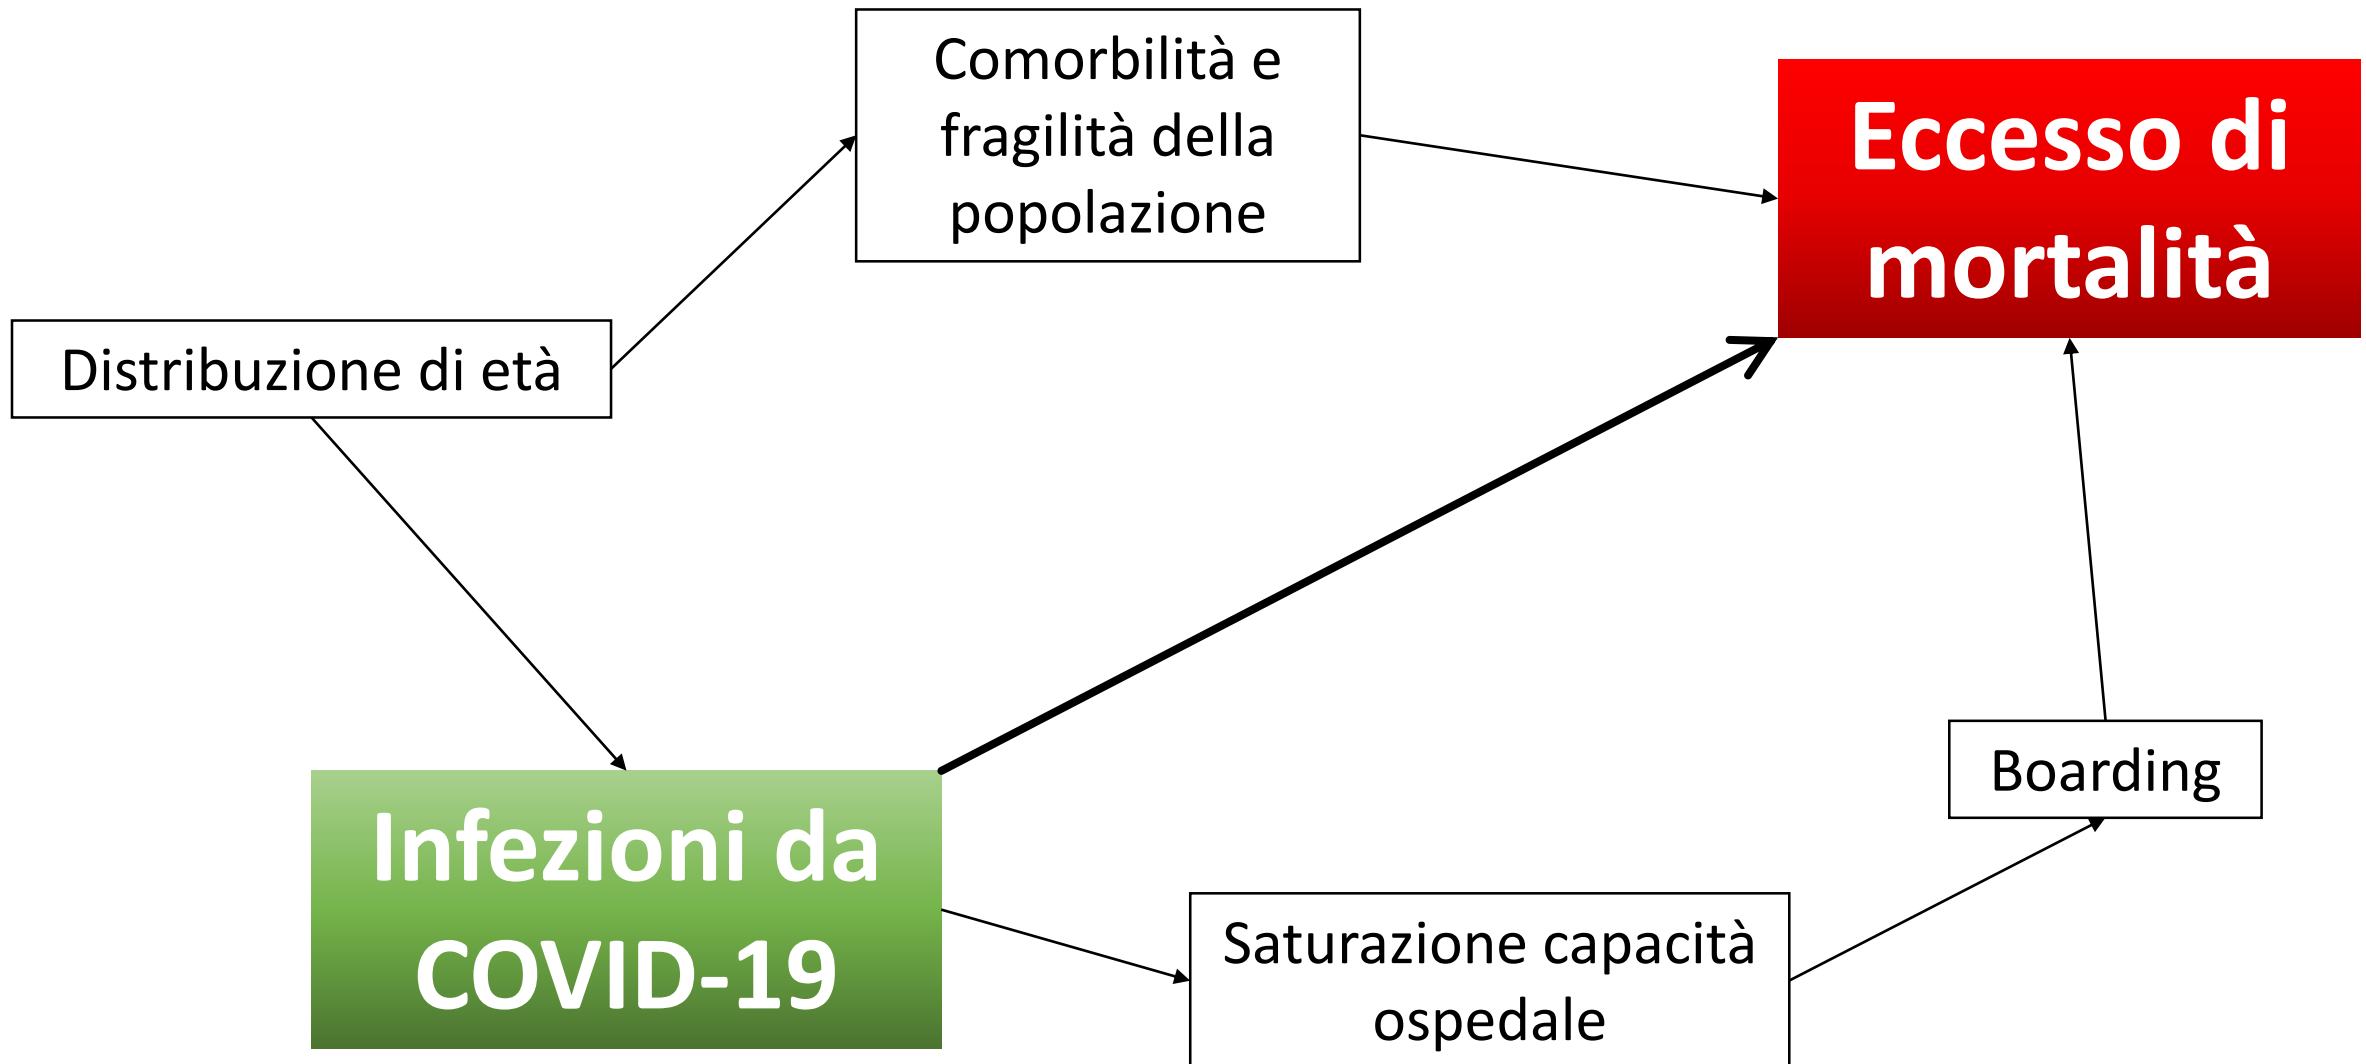 Comorbilità e
fragilità della
popolazione
Eccesso di
mortalità
Distribuzione di età
Infezioni da
COVID-19
Boarding
Saturazione capacità
ospedale